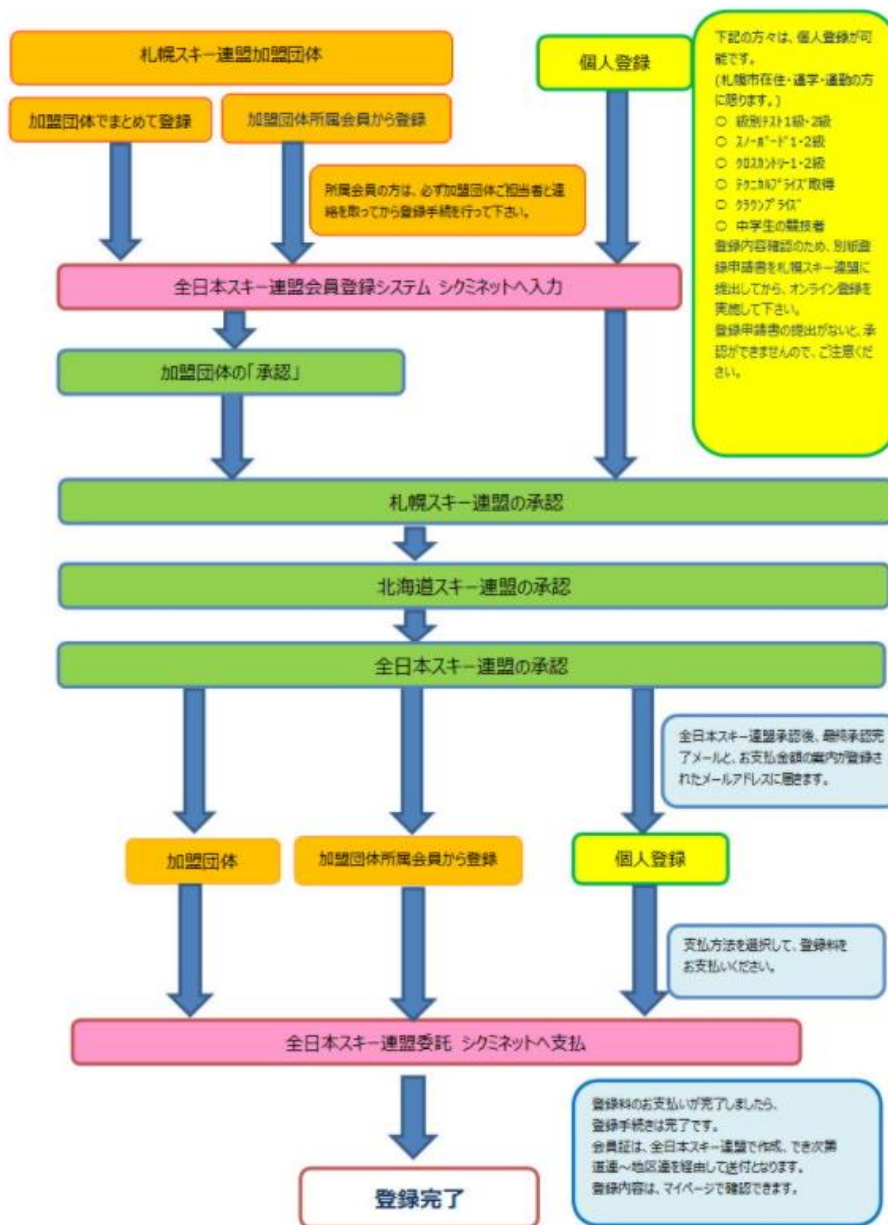 札幌スキー連盟加盟団体
個人登録
下記の方々は、個人登録が可
能です。
(札幌市在住・通学・通勤の方
に限ります。)
○ 級別テスト1級・2級
○ スノーボード1・2級
○ クロスカントリー1・2級
○ テクニカルプライズ取得
○ クラウンプライズ
○ 中学生の競技者
登録内容確認のため、別紙登
録申請書を札幌スキー連盟に
提出してから、オンライン登録を
実施して下さい。
登録申請書の提出がないと、承
認ができませんので、ご注意くだ
さい。
加盟団体でまとめて登録
加盟団体所属会員から登録
所属会員の方は、必ず加盟団体ご担当者と連
絡を取ってから登録手続を行って下さい。
全日本スキー連盟会員登録システム シクミネットへ入力
加盟団体の「承認」
札幌スキー連盟の承認
北海道スキー連盟の承認
全日本スキー連盟の承認
全日本スキー連盟承認後、最終承認完
了メールと、お支払金額の案内が登録さ
れたメールアドレスに届きます。
加盟団体
加盟団体所属会員から登録
個人登録
支払方法を選択して、登録料を
お支払いください。
全日本スキー連盟委託 シクミネットへ支払
登録料のお支払いが完了しましたら、
登録手続きは完了です。
会員証は、全日本スキー連盟で作成、でき次第
道連～地区連を経由して送付となります。
登録内容は、マイページで確認できます。
登録完了